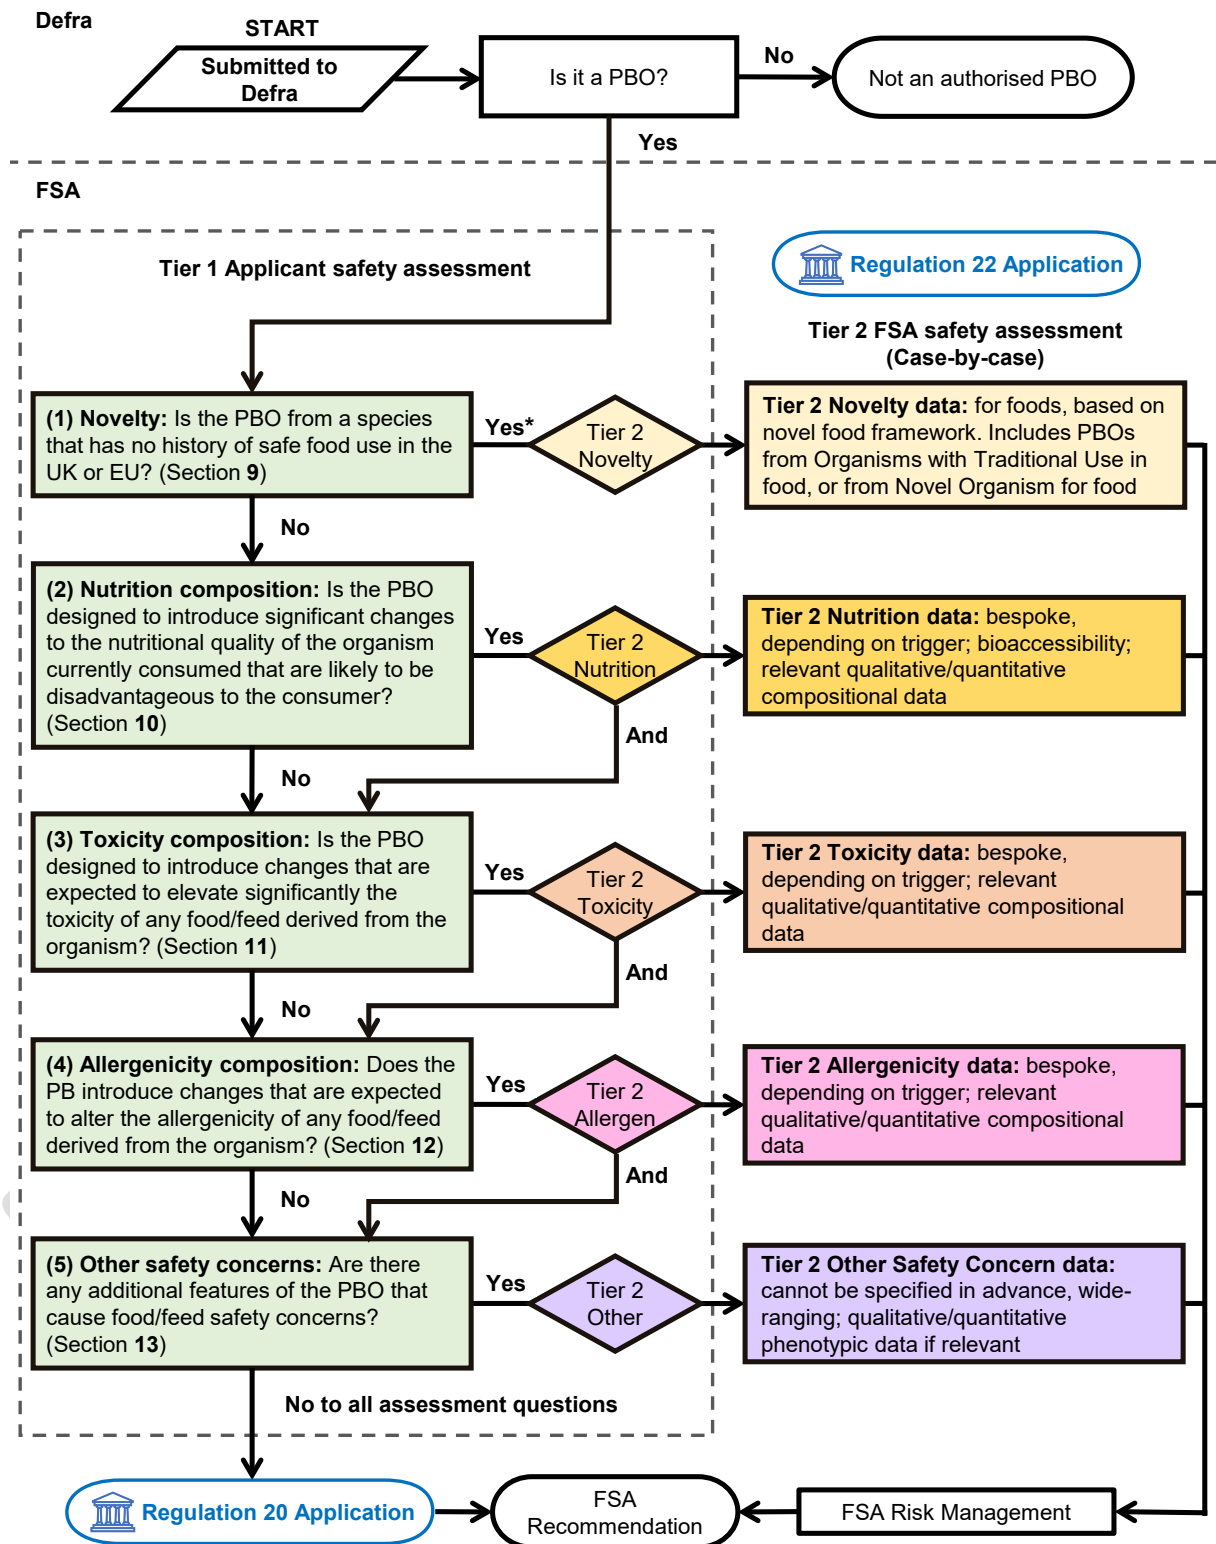 Defra
START
Submitted to
Defra
Is it a PBO?
No
Not an authorised PBO
Yes
FSA
Tier 1 Applicant safety assessment
Regulation 22 Application
Tier 2 FSA safety assessment
(Case-by-case)
(1) Novelty: Is the PBO from a species
that has no history of safe food use in the
UK or EU? (Section 9)
Yes*
Tier 2
Novelty
Tier 2 Novelty data: for foods, based on
novel food framework. Includes PBOs
from Organisms with Traditional Use in
food, or from Novel Organism for food
No
(2) Nutrition composition: Is the PBO
designed to introduce significant changes
to the nutritional quality of the organism
currently consumed that are likely to be
disadvantageous to the consumer?
(Section 10)
Yes
Tier 2
Nutrition
Tier 2 Nutrition data: bespoke,
depending on trigger; bioaccessibility;
relevant qualitative/quantitative
compositional data
And
No
(3) Toxicity composition: Is the PBO
designed to introduce changes that are
expected to elevate significantly the
toxicity of any food/feed derived from the
organism? (Section 11)
Yes
Tier 2
Toxicity
Tier 2 Toxicity data: bespoke,
depending on trigger; relevant
qualitative/quantitative compositional
data
And
No
(4) Allergenicity composition: Does the
PB introduce changes that are expected
to alter the allergenicity of any food/feed
derived from the organism? (Section 12)
Yes
Tier 2
Allergen
Tier 2 Allergenicity data: bespoke,
depending on trigger; relevant
qualitative/quantitative compositional
data
And
No
(5) Other safety concerns: Are there
any additional features of the PBO that
cause food/feed safety concerns?
(Section 13)
Yes
Tier 2
Other
Tier 2 Other Safety Concern data:
cannot be specified in advance, wide-
ranging; qualitative/quantitative
phenotypic data if relevant
No to all assessment questions
Regulation 20 Application
FSA
Recommendation
FSA Risk Management